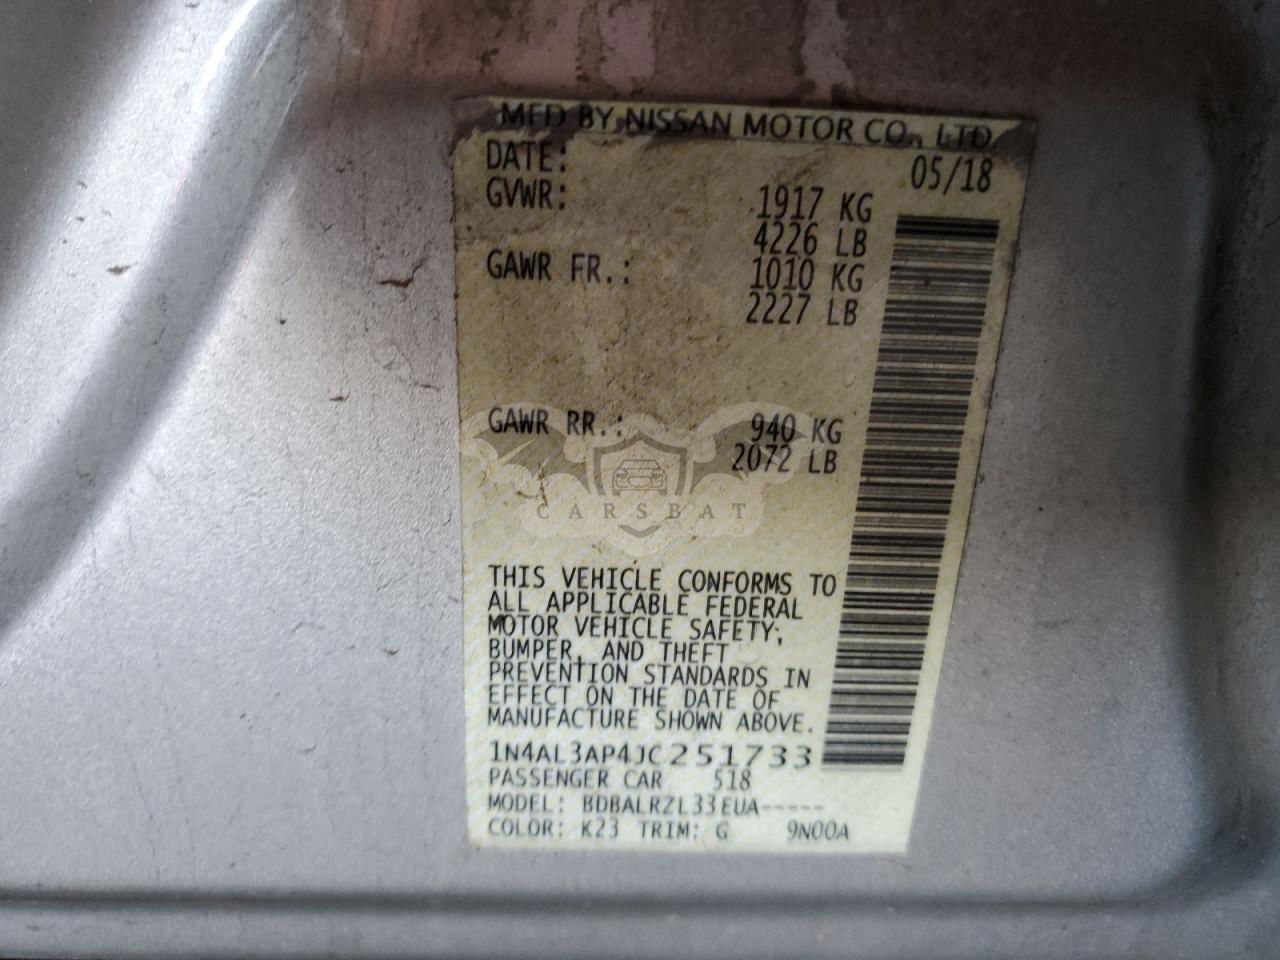 MFD BY NISSAN MOTOR CO., LTD.
DATE: 05/18
GVWR: 1917 KG
4226 LB
GAWR FR.: 1010 KG
2227 LB
GAWR RR.: 940 KG
2072 LB
CARSBAT
THIS VEHICLE CONFORMS TO
ALL APPLICABLE FEDERAL
MOTOR VEHICLE SAFETY,
BUMPER, AND THEFT
PREVENTION STANDARDS IN
EFFECT ON THE DATE OF
MANUFACTURE SHOWN ABOVE.
1N4AL3AP4JC251733
PASSENGER CAR 518
MODEL: BDBALRZL33EUA-----
COLOR: K23 TRIM: G 9N00A